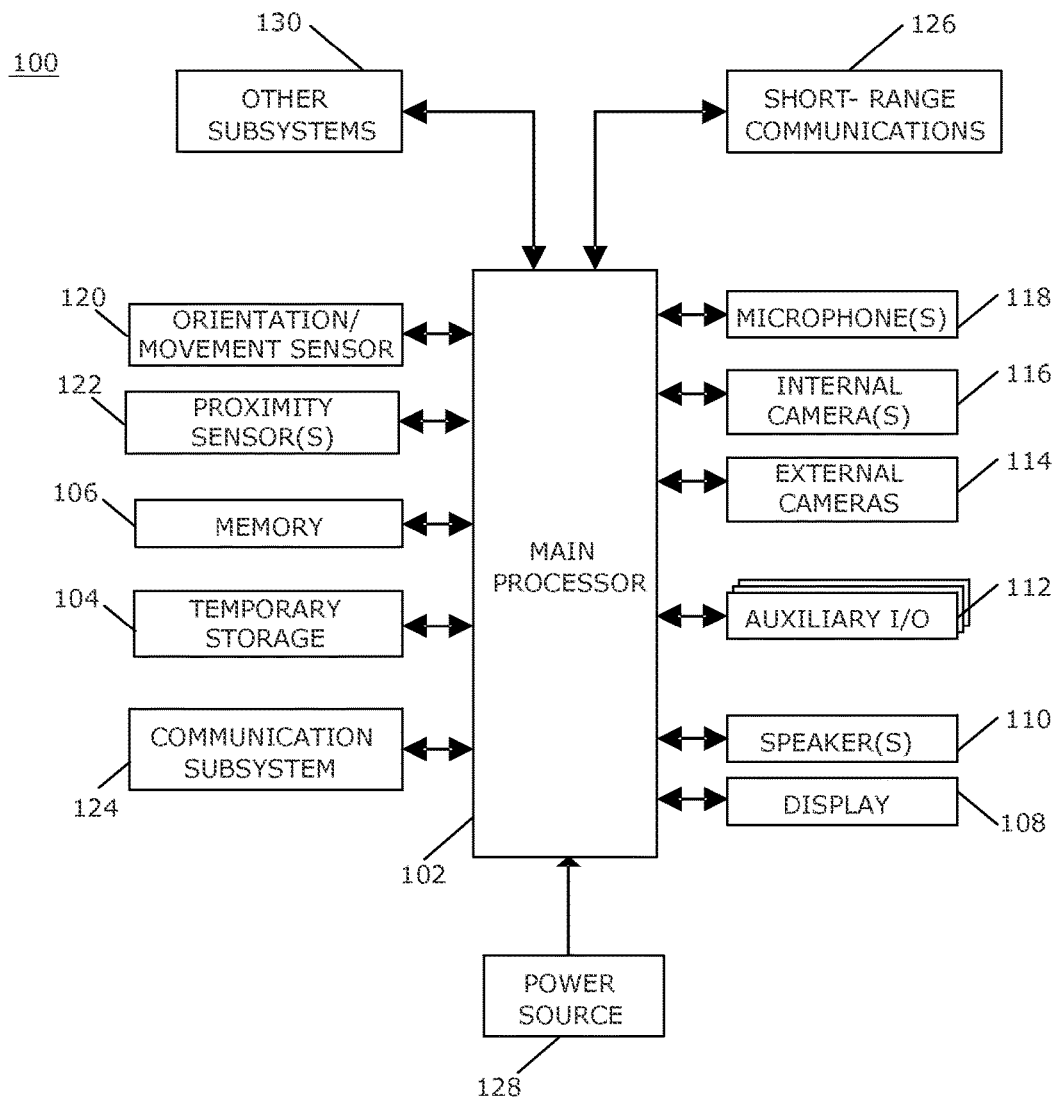 130
126
100
OTHER
SUBSYSTEMS
SHORT- RANGE
COMMUNICATIONS
120
ORIENTATION/
MOVEMENT SENSOR
122
PROXIMITY
SENSOR(S)
106
MEMORY
104
TEMPORARY
STORAGE
COMMUNICATION
SUBSYSTEM
124
MAIN
PROCESSOR
102
MICROPHONE(S)
118
INTERNAL
CAMERA(S)
116
EXTERNAL
CAMERAS
114
AUXILIARY I/O
112
SPEAKER(S)
110
DISPLAY
108
POWER
SOURCE
128